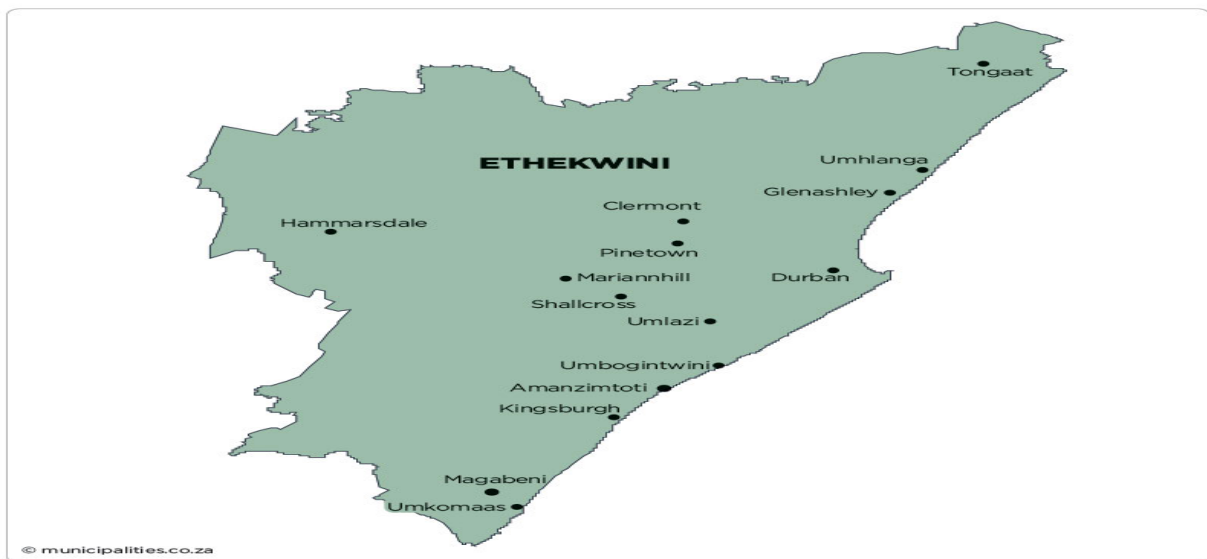 Tongaat
ETHEKWINI
Umhlanga
Glenashley
Clermont
Hammarsdale
Pinetown
Mariannhill
Durban
Shallcross
Umlazi
Umbogintwini
Amanzimtoti
Kingsburgh
Magabeni
Umkomaas
© municipalities.co.za